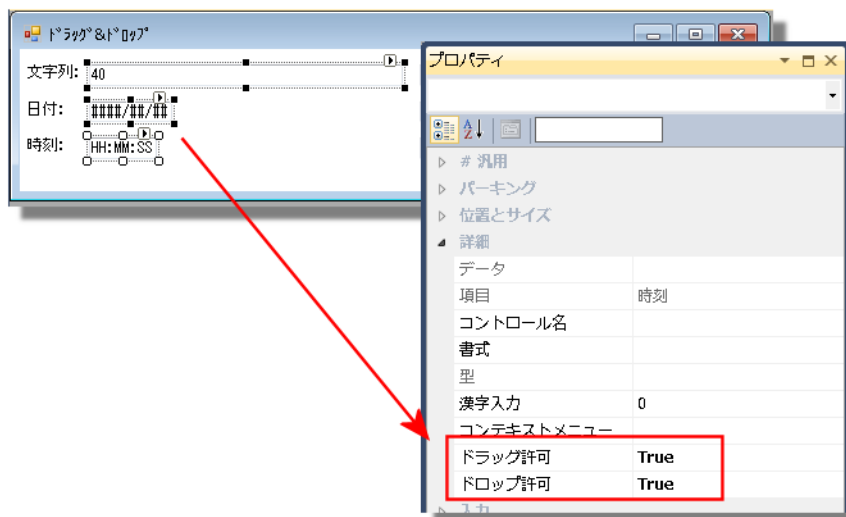 ﾄﾞﾗｯｸﾞ&ﾄﾞﾛｯﾌﾟ
文字列: 40
日付: ####/##/##
時刻: HH:MM:SS
プロパティ
# 汎用
パーキング
位置とサイズ
詳細
データ
項目 時刻
コントロール名
書式
型
漢字入力 0
コンテキストメニュー
ドラッグ許可 True
ドロップ許可 True
入力